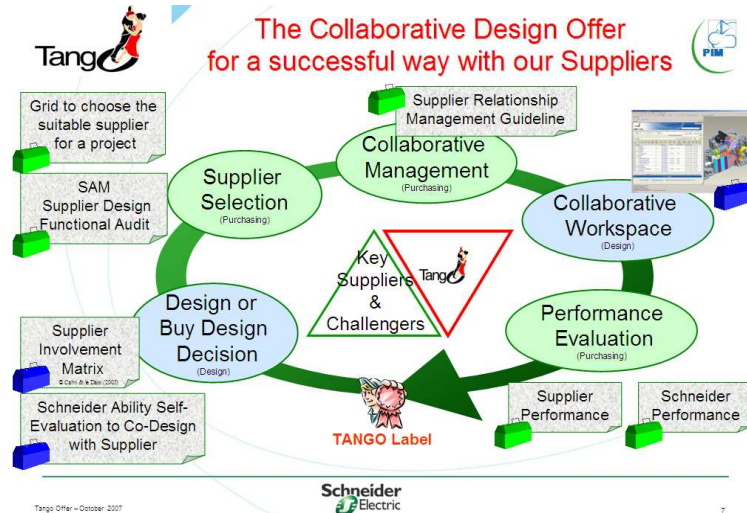 Tang
The Collaborative Design Offer
for a successful way with our Suppliers
PIM
Grid to choose the
suitable supplier
for a project
Supplier Relationship
Management Guideline
Collaborative
Management
(Purchasing)
Supplier
Selection
(Purchasing)
SAM
Supplier Design
Functional Audit
Collaborative
Workspace
(Design)
Key
Suppliers
&
Challengers
Tang
Design or
Buy Design
Decision
(Design)
Performance
Evaluation
(Purchasing)
Supplier
Involvement
Matrix
Schneider Ability Self-
Evaluation to Co-Design
with Supplier
TANGO Label
Supplier
Performance
Schneider
Performance
Schneider
Electric
Tango Offer – October 2007
7